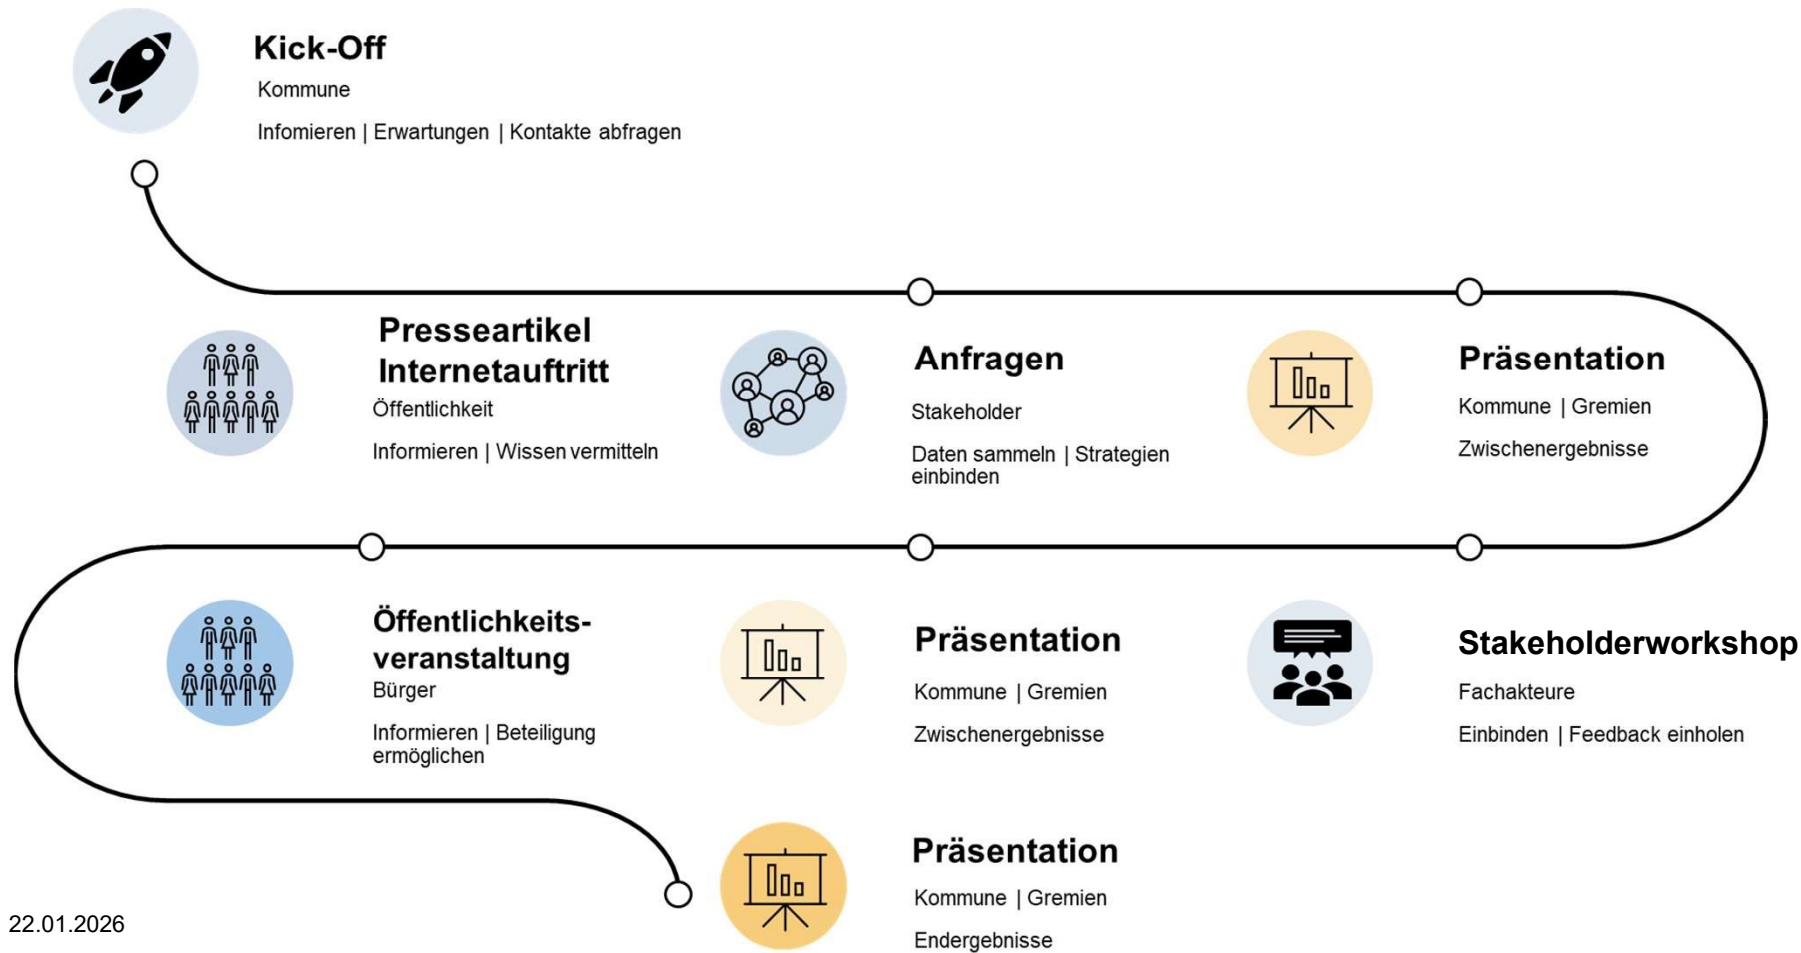 Kick-Off
Kommune
Infomieren | Erwartungen | Kontakte abfragen
Presseartikel
Internetauftritt
Öffentlichkeit
Informieren | Wissen vermitteln
Anfragen
Stakeholder
Daten sammeln | Strategien
einbinden
Präsentation
Kommune | Gremien
Zwischenergebnisse
Öffentlichkeits-
veranstaltung
Bürger
Informieren | Beteiligung
ermöglichen
Präsentation
Kommune | Gremien
Zwischenergebnisse
Stakeholderworkshop
Fachakteure
Einbinden | Feedback einholen
Präsentation
Kommune | Gremien
Endergebnisse
22.01.2026